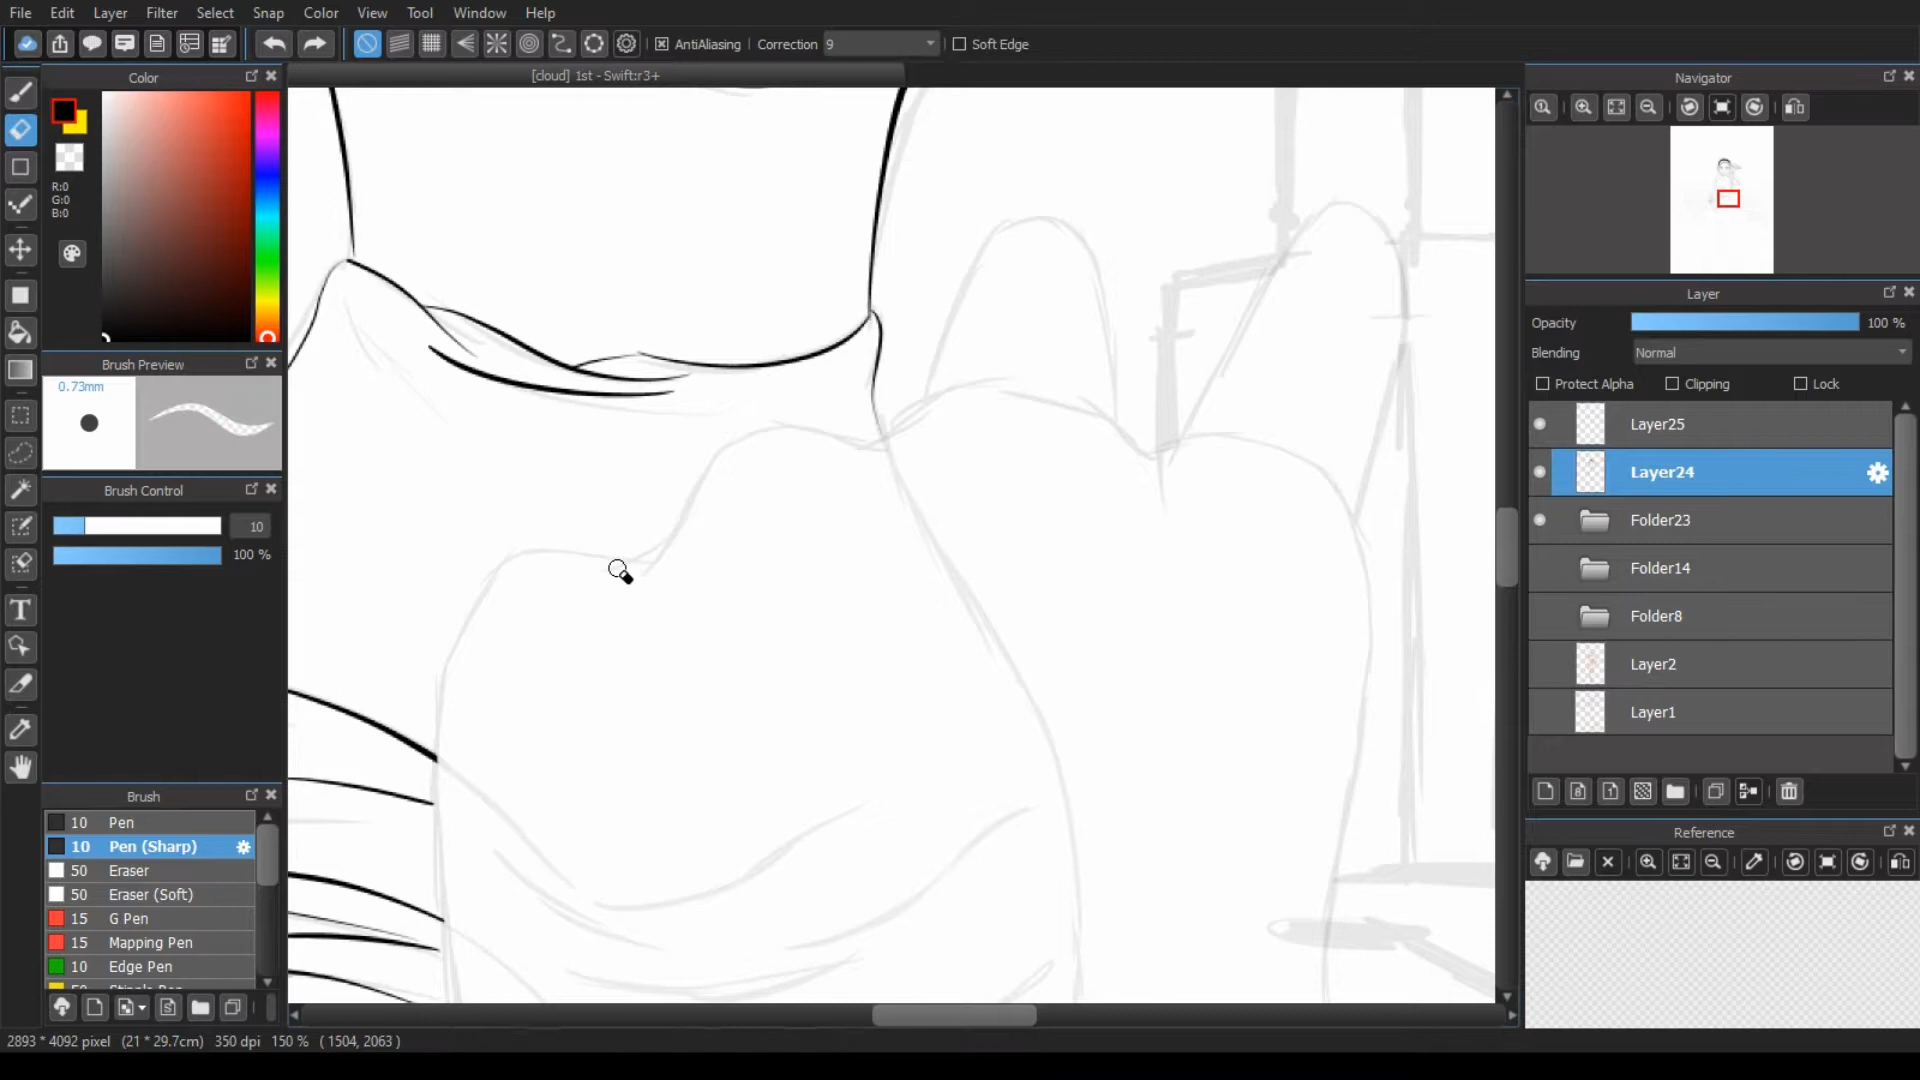 File Edit Layer Filter Select Snap Color View Tool Window Help
AntiAliasing Correction 9 Soft Edge
Color
[cloud] 1st - Swift:r3+
Navigator
R:0
G:0
B:0
Layer
Opacity 100 %
Blending Normal
Protect Alpha Clipping Lock
Brush Preview
0.73mm
Layer25
Layer24
Folder23
Folder14
Folder8
Layer2
Layer1
Brush Control
10
100 %
Brush
10 Pen
10 Pen (Sharp)
50 Eraser
50 Eraser (Soft)
15 G Pen
15 Mapping Pen
10 Edge Pen
Reference
2893 * 4092 pixel (21 * 29.7cm) 350 dpi 150 % ( 1504, 2063 )